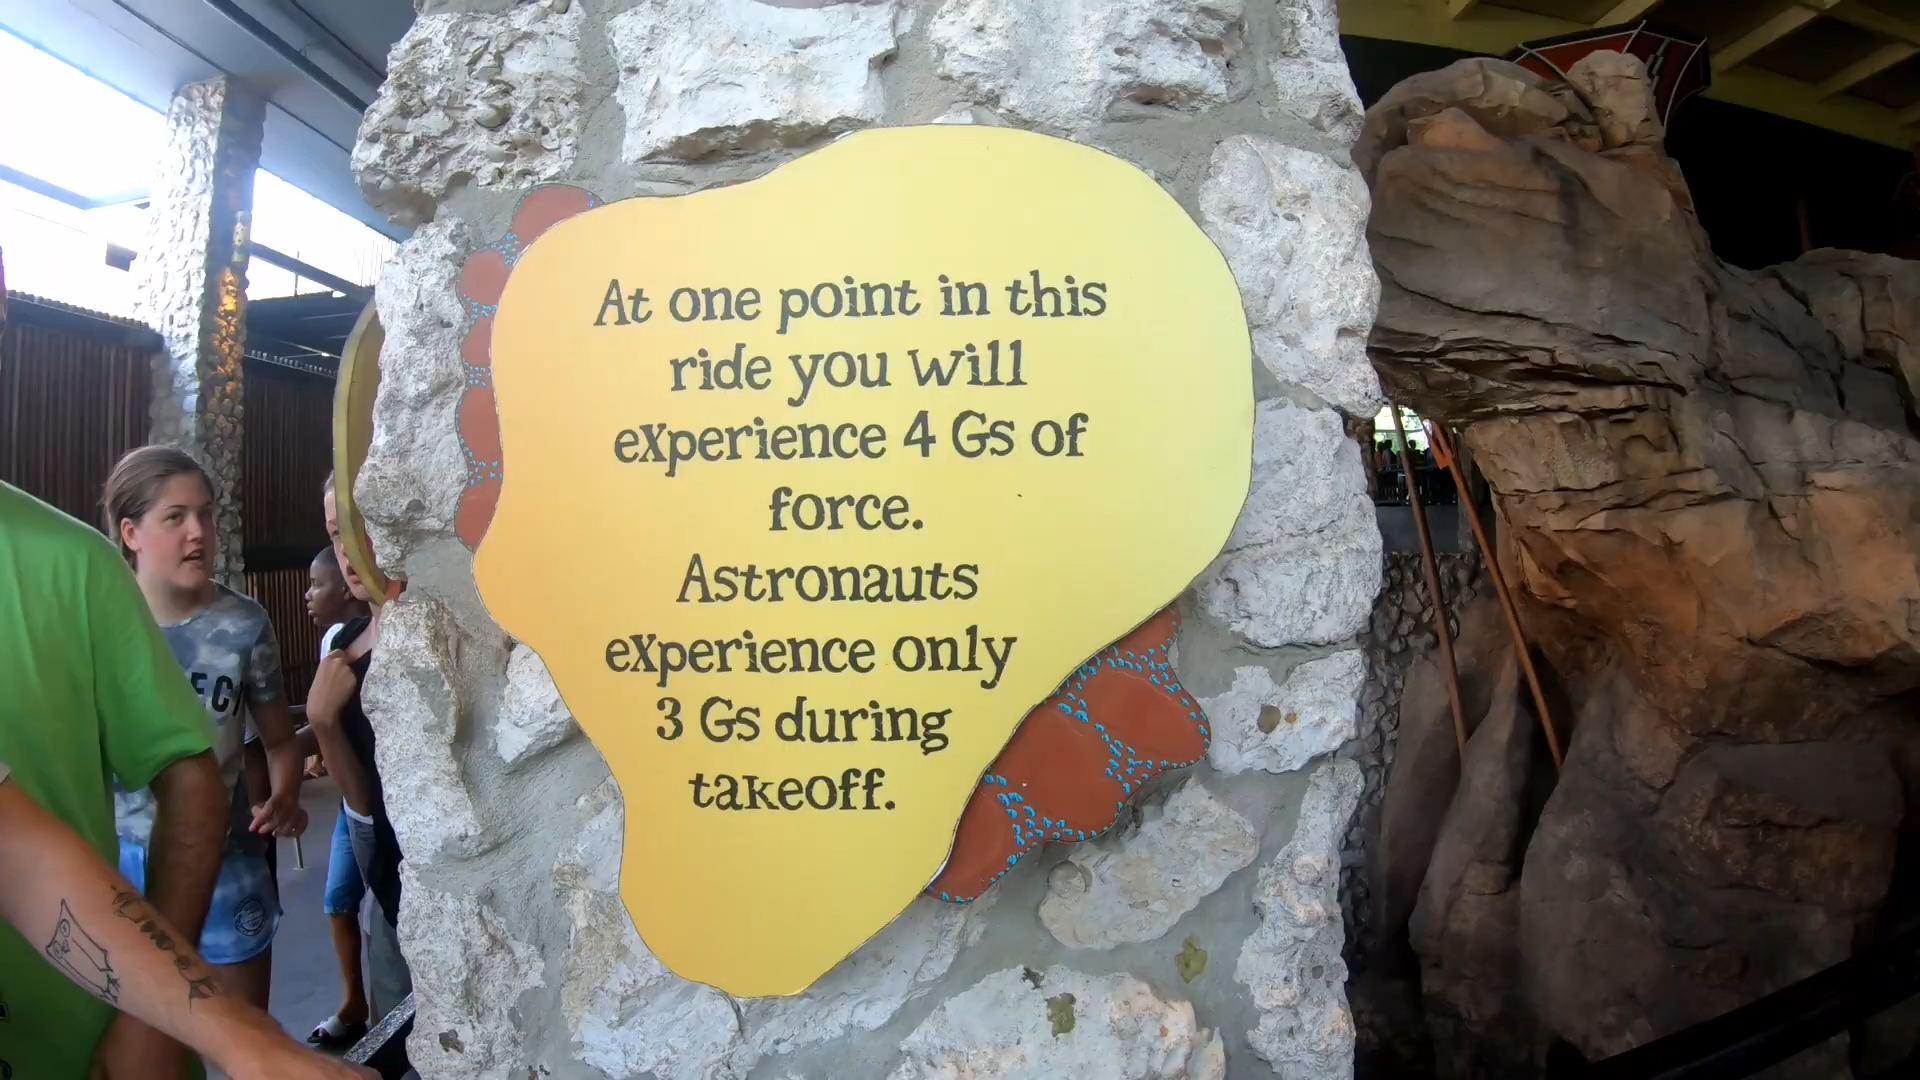 At one point in this
ride you will
experience 4 Gs of
force.
Astronauts
experience only
3 Gs during
takeoff.